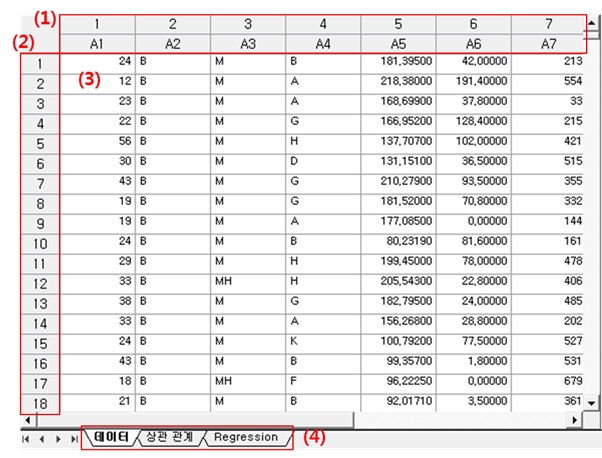 (1) 1 2 3 4 5 6 7
(2) A1 A2 A3 A4 A5 A6 A7
1 24 B M B 181,39500 42,00000 213
2 (3) 12 B M A 218,38000 191,40000 554
3 23 B M A 168,69900 37,80000 33
4 22 B M G 166,95200 128,40000 215
5 56 B M H 137,70700 102,00000 421
6 30 B M D 131,15100 36,50000 515
7 43 B M G 210,27900 93,50000 355
8 19 B M G 181,52000 70,80000 332
9 19 B M A 177,08500 0,00000 144
10 24 B M B 80,23190 81,60000 161
11 29 B M H 199,45000 78,00000 478
12 33 B MH H 205,54300 22,80000 406
13 38 B M G 182,79500 24,00000 485
14 33 B M A 156,26800 28,80000 202
15 24 B M K 100,79200 77,50000 527
16 43 B M B 99,35700 1,80000 531
17 18 B MH F 96,22250 0,00000 679
18 21 B M B 92,01710 3,50000 361
데이터 상관 관계 Regression (4)